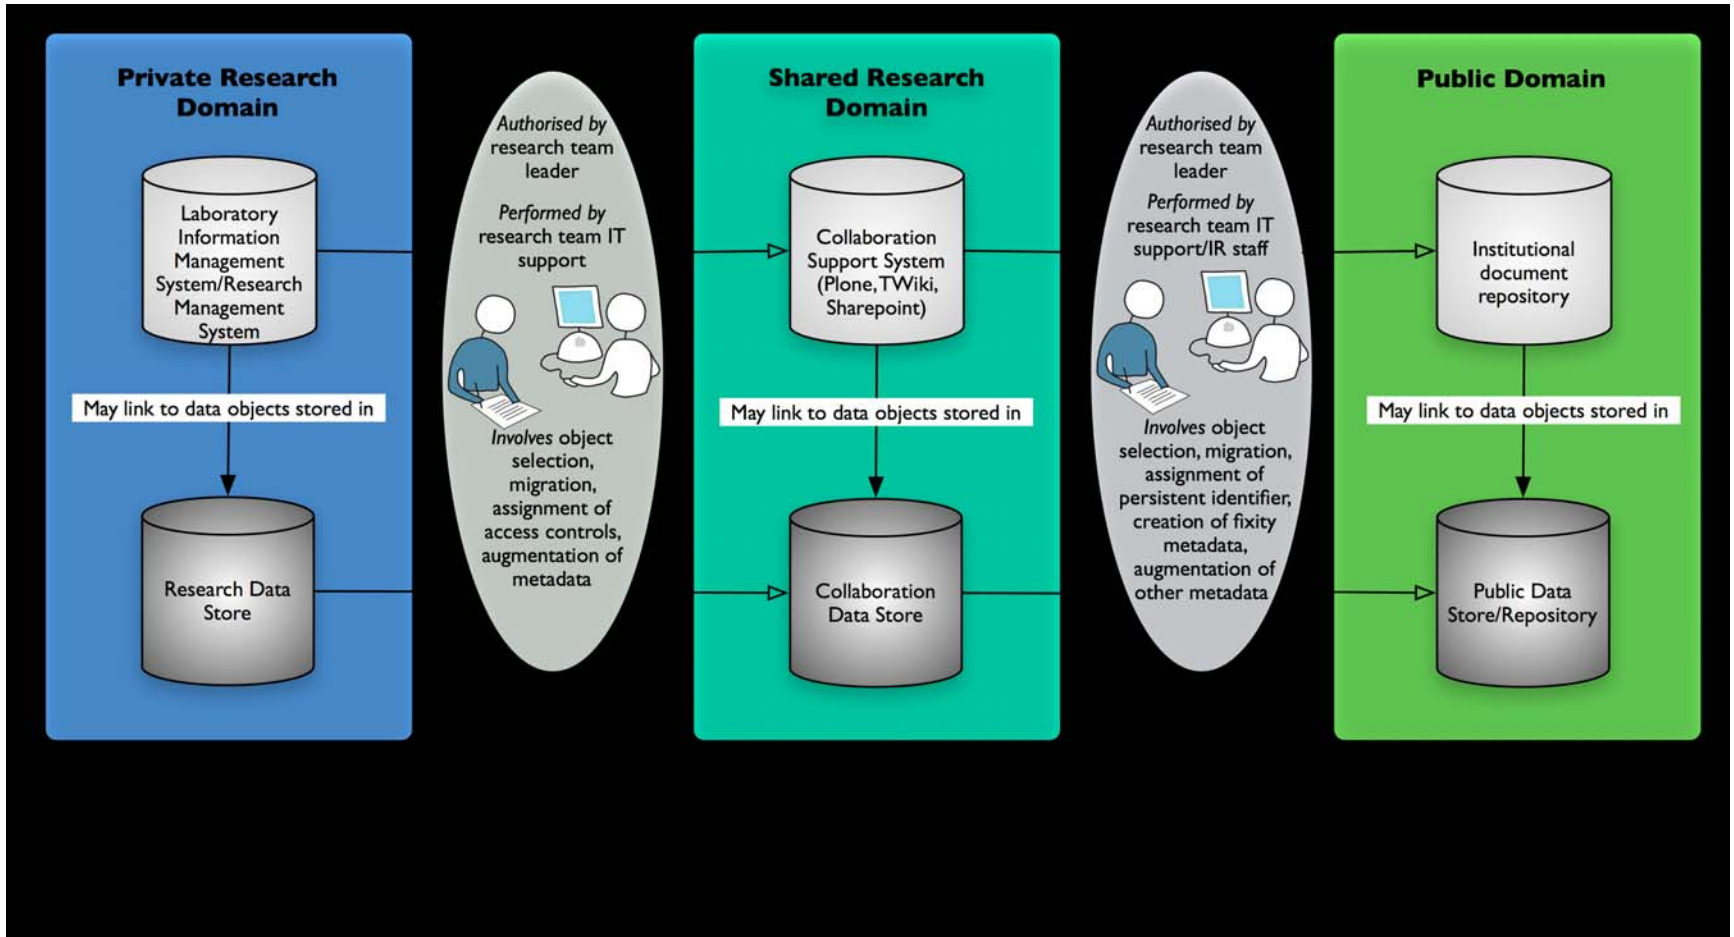 Private Research
Domain
Laboratory
Information
Management
System/Research
Management
System
May link to data objects stored in
Research Data
Store
Authorised by
research team
leader
Performed by
research team IT
support
Involves object
selection,
migration,
assignment of
access controls,
augmentation of
metadata
Shared Research
Domain
Collaboration
Support System
(Plone, TWiki,
Sharepoint)
May link to data objects stored in
Collaboration
Data Store
Authorised by
research team
leader
Performed by
research team IT
support/IR staff
Involves object
selection, migration,
assignment of
persistent identifier,
creation of fixity
metadata,
augmentation of
other metadata
Public Domain
Institutional
document
repository
May link to data objects stored in
Public Data
Store/Repository